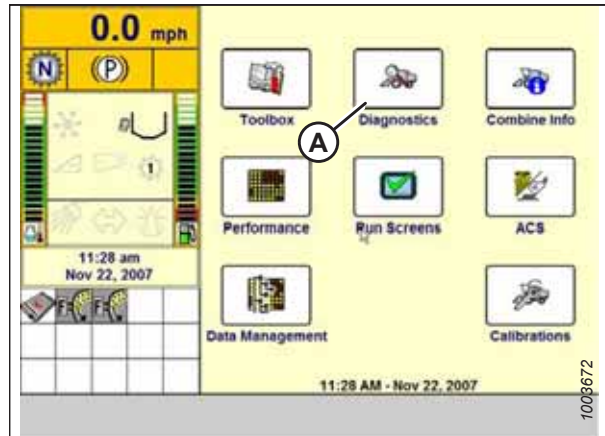 0.0 mph
N
(P)
1
11:28 am
Nov 22, 2007
F=
F=
Toolbox
Diagnostics
Combine Info
A
Performance
Run Screens
ACS
Data Management
Calibrations
11:28 AM - Nov 22, 2007
1003672